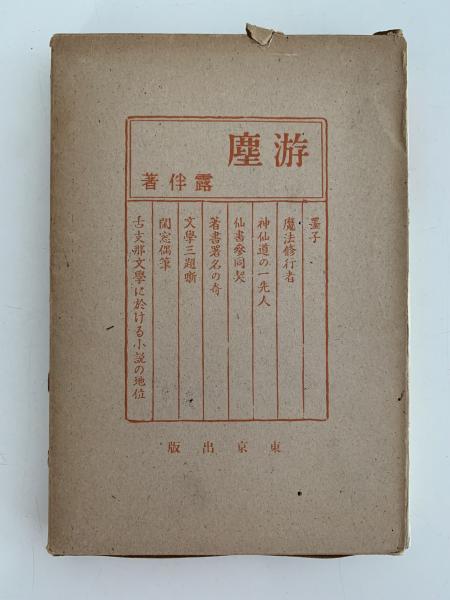 游塵
露伴著
墨子
魔法修行者
神仙道の一先人
仙書參同契
著書署名の奇
文學三題噺
閑窓偶筆
古支那文學に於ける小説の地位
東京出版